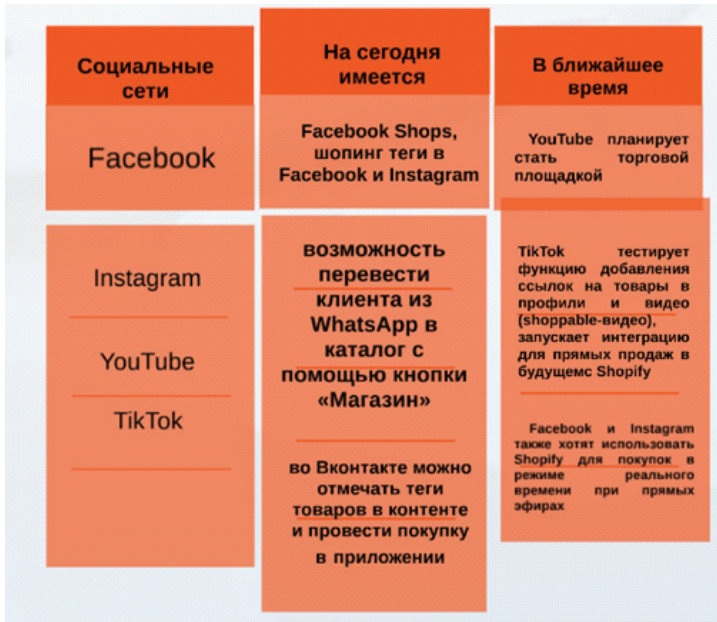 Социальные
сети
Facebook
Instagram
YouTube
TikTok
На сегодня
имеется
Facebook Shops,
шопинг теги в
Facebook и Instagram
возможность
перевести
клиента из
WhatsApp в
каталог с
помощью кнопки
«Магазин»
во Вконтакте можно
отмечать теги
товаров в контенте
и провести покупку
в приложении
В ближайшее
время
YouTube планирует
стать торговой
площадкой
TikTok тестирует
функцию добавления
ссылок на товары в
профили и видео
(shoppable-видео),
запускает интеграцию
для прямых продаж в
будущемс Shopify
Facebook и Instagram
также хотят использовать
Shopify для покупок в
режиме реального
времени при прямых
эфирах